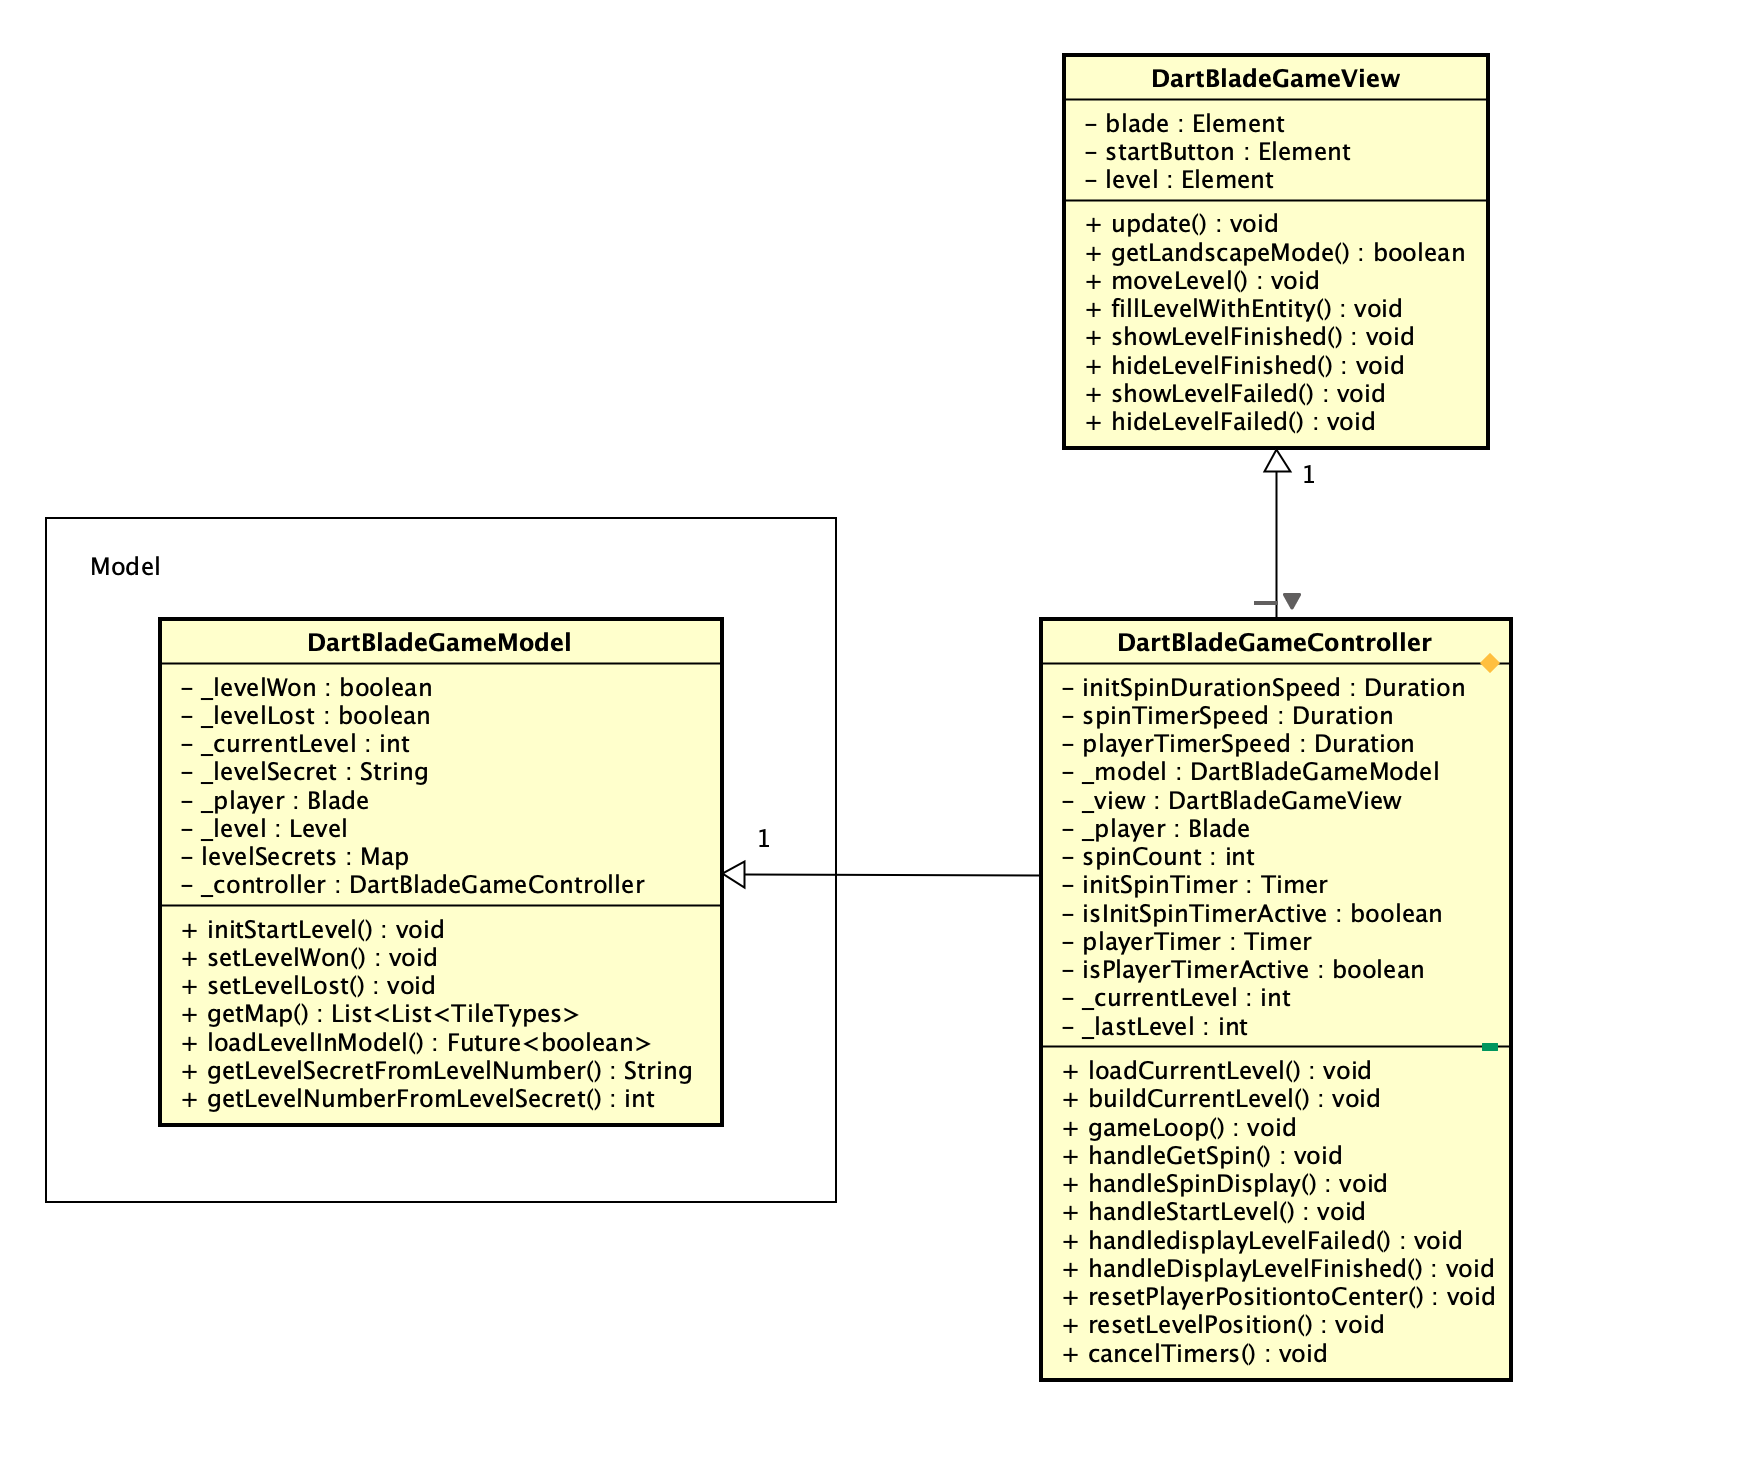 DartBladeGameView
- blade : Element
- startButton : Element
- level : Element
+ update() : void
+ getLandscapeMode() : boolean
+ moveLevel() : void
+ fillLevelWithEntity() : void
+ showLevelFinished() : void
+ hideLevelFinished() : void
+ showLevelFailed() : void
+ hideLevelFailed() : void
1
Model
DartBladeGameModel
- _levelWon : boolean
- _levelLost : boolean
- _currentLevel : int
- _levelSecret : String
- _player : Blade
- _level : Level
- levelSecrets : Map
- _controller : DartBladeGameController
+ initStartLevel() : void
+ setLevelWon() : void
+ setLevelLost() : void
+ getMap() : List<List<TileTypes>
+ loadLevelInModel() : Future<boolean>
+ getLevelSecretFromLevelNumber() : String
+ getLevelNumberFromLevelSecret() : int
1
DartBladeGameController
- initSpinDurationSpeed : Duration
- spinTimerSpeed : Duration
- playerTimerSpeed : Duration
- _model : DartBladeGameModel
- _view : DartBladeGameView
- _player : Blade
- spinCount : int
- initSpinTimer : Timer
- isInitSpinTimerActive : boolean
- playerTimer : Timer
- isPlayerTimerActive : boolean
- _currentLevel : int
- _lastLevel : int
+ loadCurrentLevel() : void
+ buildCurrentLevel() : void
+ gameLoop() : void
+ handleGetSpin() : void
+ handleSpinDisplay() : void
+ handleStartLevel() : void
+ handledisplayLevelFailed() : void
+ handleDisplayLevelFinished() : void
+ resetPlayerPositiontoCenter() : void
+ resetLevelPosition() : void
+ cancelTimers() : void